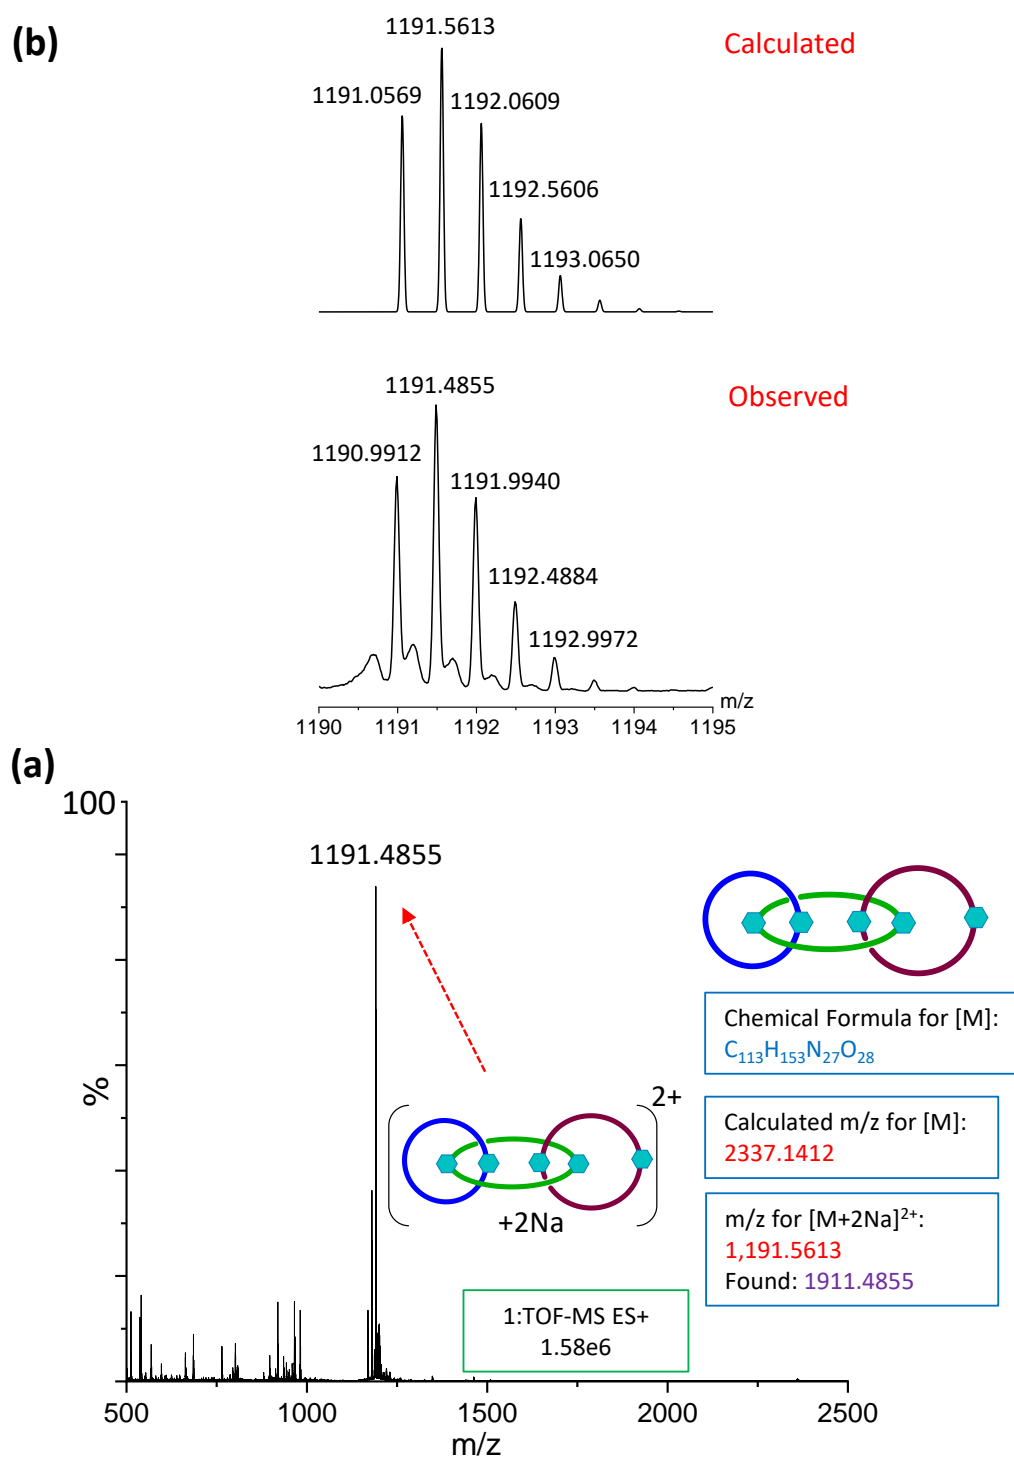 (b)
Calculated
1191.5613
1191.0569
1192.0609
1192.5606
1193.0650
Observed
1191.4855
1190.9912
1191.9940
1192.4884
1192.9972
m/z
1190 1191 1192 1193 1194 1195
(a)
100
1191.4855
%
2+
+2Na
Chemical Formula for [M]:
C₁₁₃H₁₅₃N₂₇O₂₈
Calculated m/z for [M]:
2337.1412
m/z for [M+2Na]²⁺:
1,191.5613
Found: 1911.4855
1:TOF-MS ES+
1.58e6
500 1000 1500 2000 2500
m/z